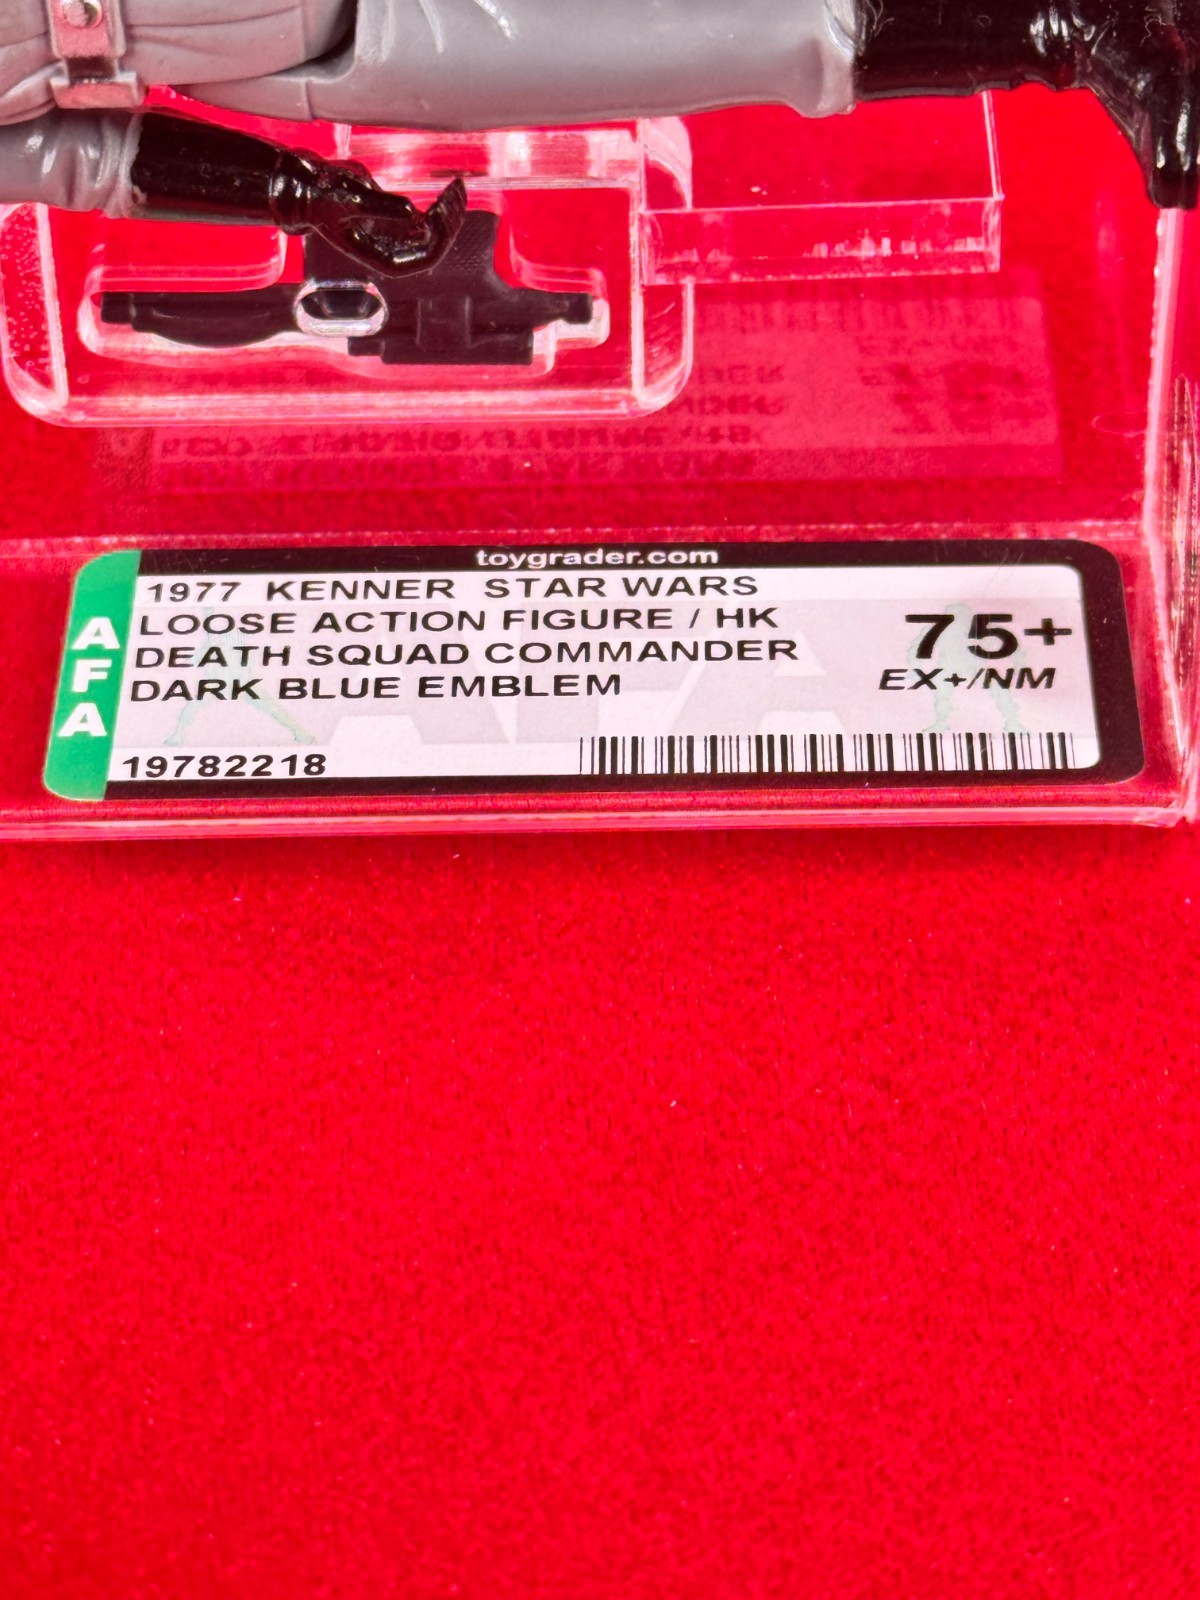 toygrader.com
AFA
1977 KENNER STAR WARS
LOOSE ACTION FIGURE / HK
DEATH SQUAD COMMANDER
DARK BLUE EMBLEM
75+
EX+/NM
19782218